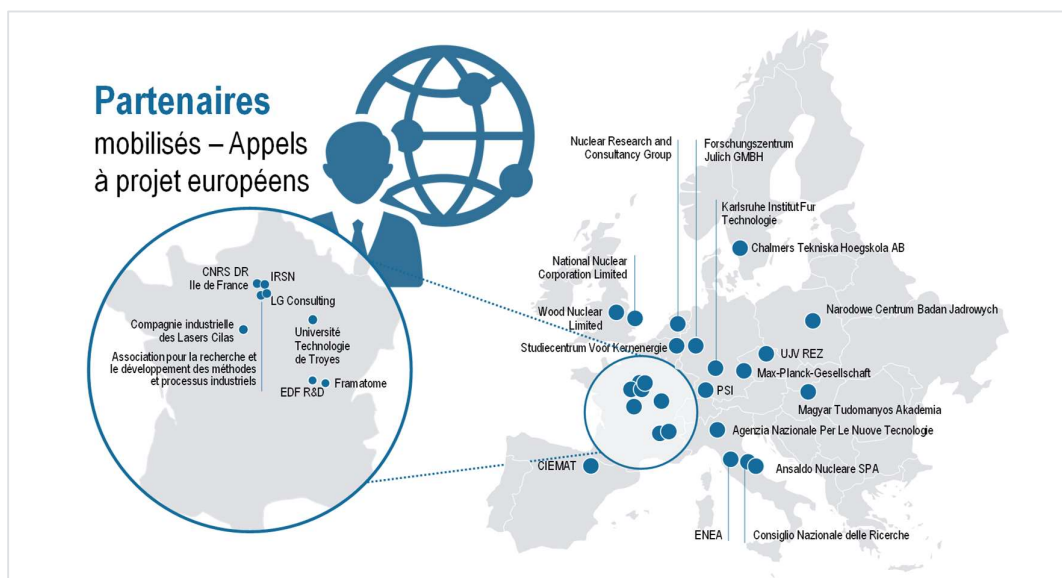 Partenaires
mobilisés – Appels
à projet européens
CNRS DR
Ile de France
IRSN
LG Consulting
Compagnie industrielle
des Lasers Cilas
Université
Technologie
de Troyes
Association pour la recherche et
le développement des méthodes
et processus industriels
EDF R&D
Framatome
Nuclear Research and
Consultancy Group
Forschungszentrum
Julich GMBH
Karlsruhe Institut Fur
Technologie
Chalmers Tekniska Hoegskola AB
National Nuclear
Corporation Limited
Wood Nuclear
Limited
Narodowe Centrum Badan Jadrowych
Studiecentrum Voor Kernenergie
UJV REZ
Max-Planck-Gesellschaft
PSI
Magyar Tudomanyos Akademia
Agenzia Nazionale Per Le Nuove Tecnologie
CIEMAT
Ansaldo Nucleare SPA
ENEA
Consiglio Nazionale delle Ricerche